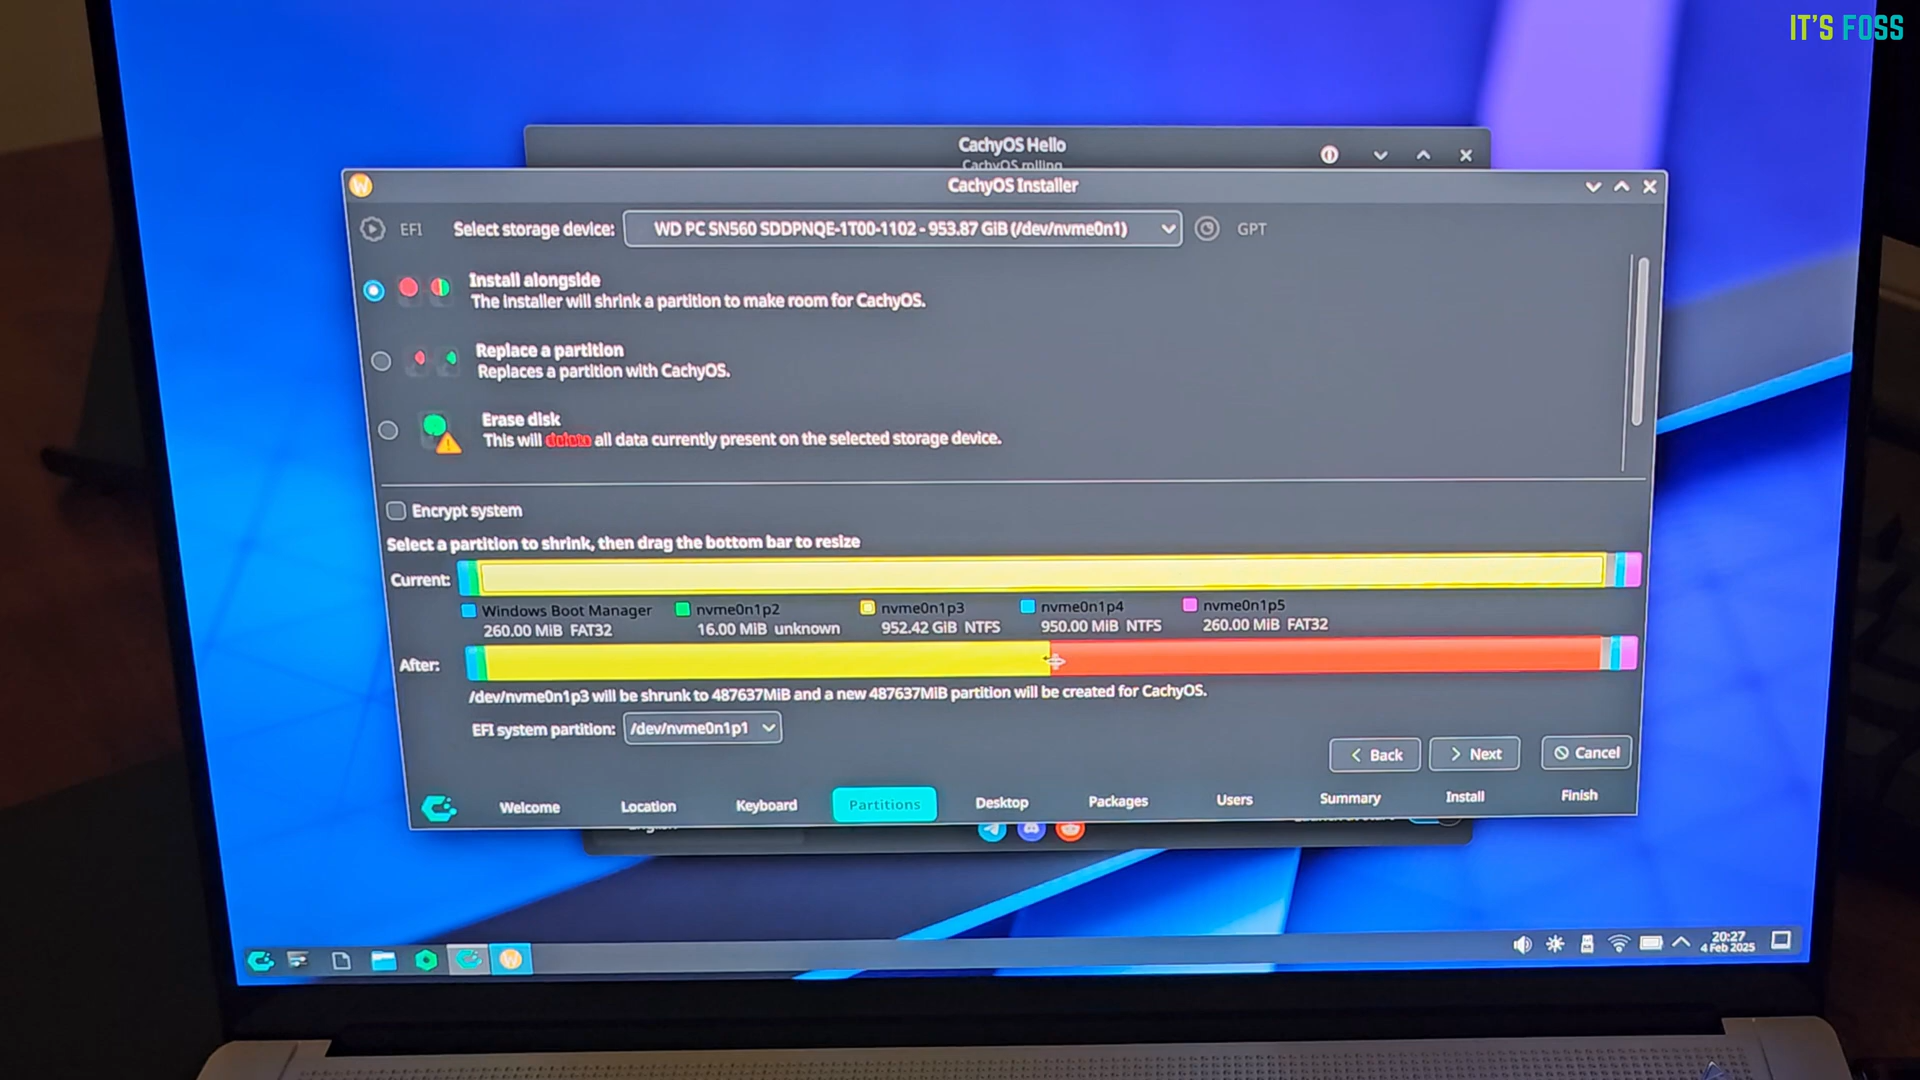 IT'S FOSS
CachyOS Hello
CachyOS rolling
CachyOS Installer
EFI
Select storage device:
WD PC SN560 SDDPNQE-1T00-1102 - 953.87 GiB (/dev/nvme0n1)
GPT
Install alongside
The installer will shrink a partition to make room for CachyOS.
Replace a partition
Replaces a partition with CachyOS.
Erase disk
This will delete all data currently present on the selected storage device.
Encrypt system
Select a partition to shrink, then drag the bottom bar to resize
Current:
Windows Boot Manager
260.00 MiB FAT32
nvme0n1p2
16.00 MiB unknown
nvme0n1p3
952.42 GiB NTFS
nvme0n1p4
950.00 MiB NTFS
nvme0n1p5
260.00 MiB FAT32
After:
/dev/nvme0n1p3 will be shrunk to 487637MiB and a new 487637MiB partition will be created for CachyOS.
EFI system partition: /dev/nvme0n1p1
Back
Next
Cancel
Welcome
Location
Keyboard
Partitions
Desktop
Packages
Users
Summary
Install
Finish
20:27
4 Feb 2025